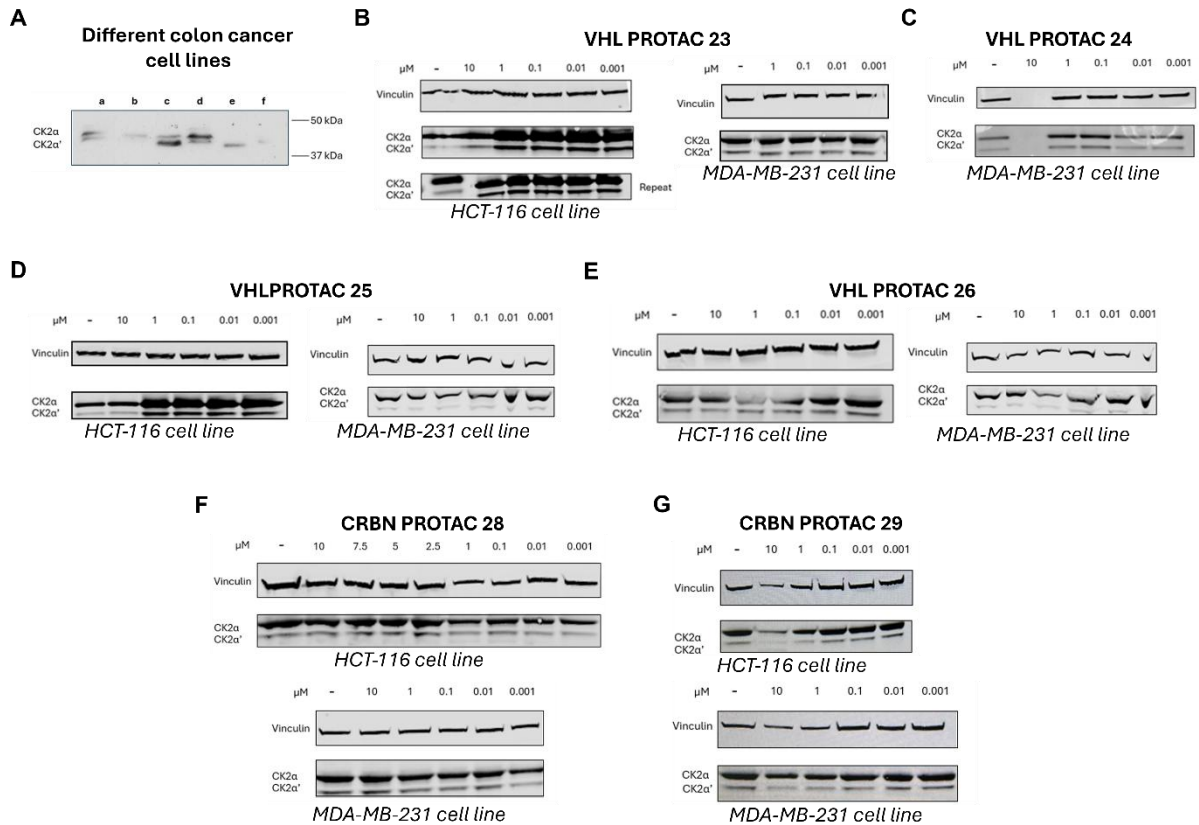 A
Different colon cancer
cell lines
a b c d e f
50 kDa
CK2α
CK2α'
37 kDa
B
VHL PROTAC 23
μM - 10 1 0.1 0.01 0.001
Vinculin
CK2α
CK2α'
CK2α
CK2α'
Repeat
HCT-116 cell line
μM - 1 0.1 0.01 0.001
Vinculin
CK2α
CK2α'
MDA-MB-231 cell line
C
VHL PROTAC 24
μM - 10 1 0.1 0.01 0.001
Vinculin
CK2α
CK2α'
MDA-MB-231 cell line
D
VHLPROTAC 25
μM - 10 1 0.1 0.01 0.001
Vinculin
CK2α
CK2α'
HCT-116 cell line
μM - 10 1 0.1 0.01 0.001
Vinculin
CK2α
CK2α'
MDA-MB-231 cell line
E
VHL PROTAC 26
μM - 10 1 0.1 0.01 0.001
Vinculin
CK2α
CK2α'
HCT-116 cell line
μM - 10 1 0.1 0.01 0.001
Vinculin
CK2α
CK2α'
MDA-MB-231 cell line
F
CRBN PROTAC 28
μM - 10 7.5 5 2.5 1 0.1 0.01 0.001
Vinculin
CK2α
CK2α'
HCT-116 cell line
μM - 10 1 0.1 0.01 0.001
Vinculin
CK2α
CK2α'
MDA-MB-231 cell line
G
CRBN PROTAC 29
μM - 10 1 0.1 0.01 0.001
Vinculin
CK2α
CK2α'
HCT-116 cell line
μM - 10 1 0.1 0.01 0.001
Vinculin
CK2α
CK2α'
MDA-MB-231 cell line